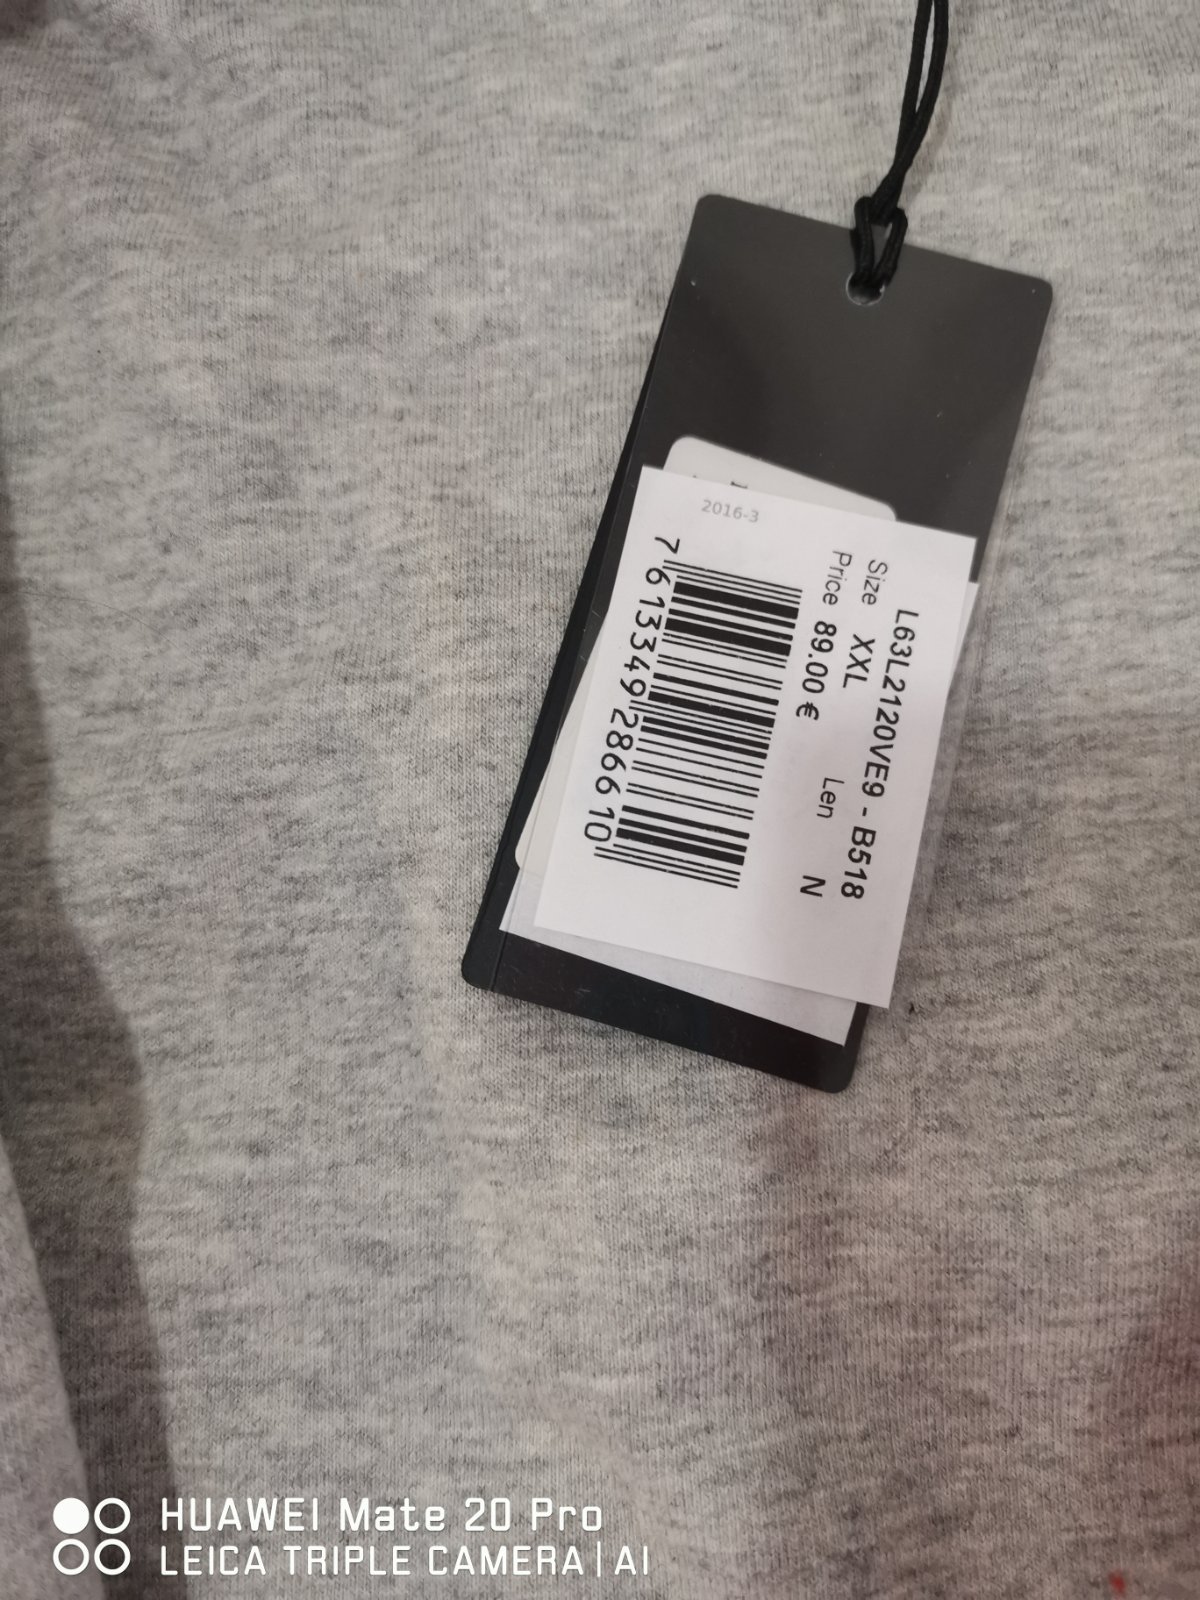 2016-3
L63L2120VE9 - B518
Size XXL Len N
Price 89.00 €
7 613349 286610
HUAWEI Mate 20 Pro
LEICA TRIPLE CAMERA | AI